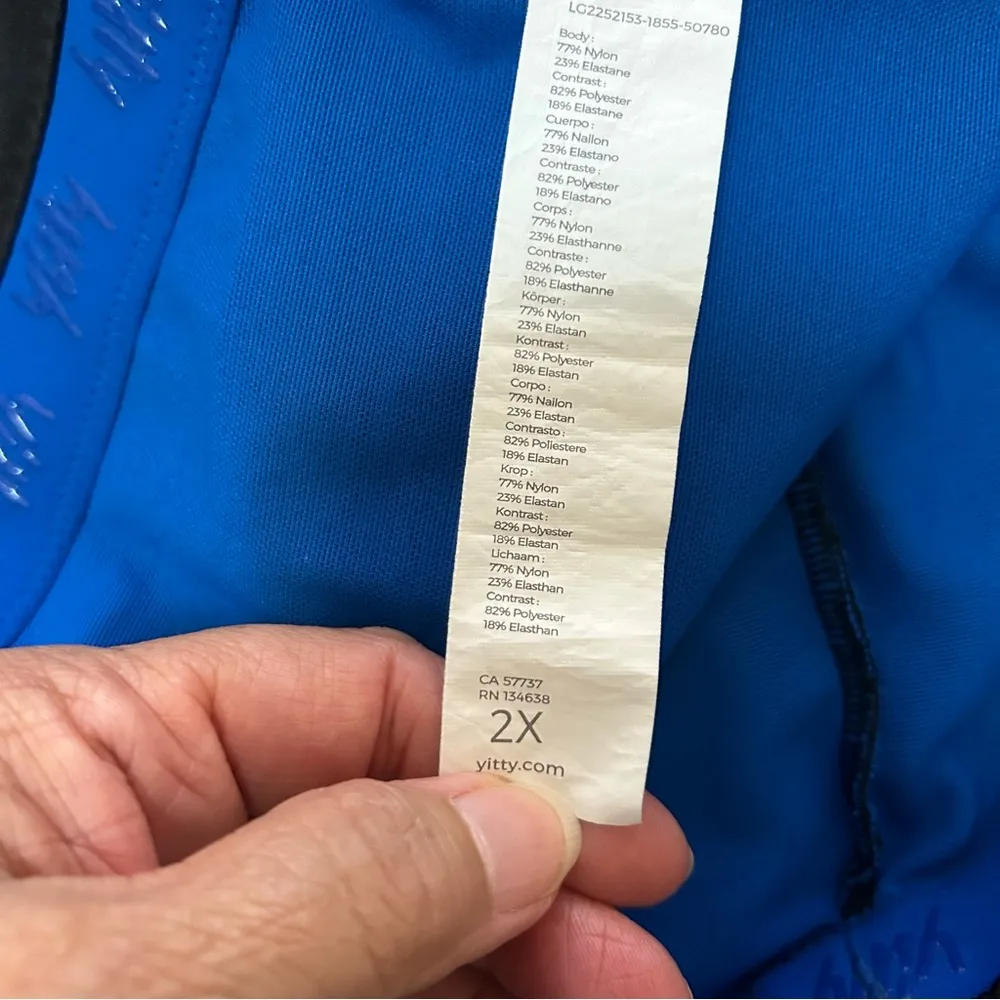 LG2252153-1855-50780
Body:
77% Nylon
23% Elastane
Contrast:
82% Polyester
18% Elastane
Cuerpo:
77% Nailon
23% Elastano
Contraste:
82% Polyester
18% Elastano
Corps:
77% Nylon
23% Elasthanne
Contraste:
82% Polyester
18% Elasthanne
Körper:
77% Nylon
23% Elastan
Kontrast:
82% Polyester
18% Elastan
Corpo:
77% Nailon
23% Elastan
Contrasto:
82% Poliestere
18% Elastan
Krop:
77% Nylon
23% Elastan
Kontrast:
82% Polyester
18% Elastan
Lichaam:
77% Nylon
23% Elasthan
Contrast:
82% Polyester
18% Elasthan
CA 57737
RN 134638
2X
yitty.com
yitty
yitty
yitty
yitty